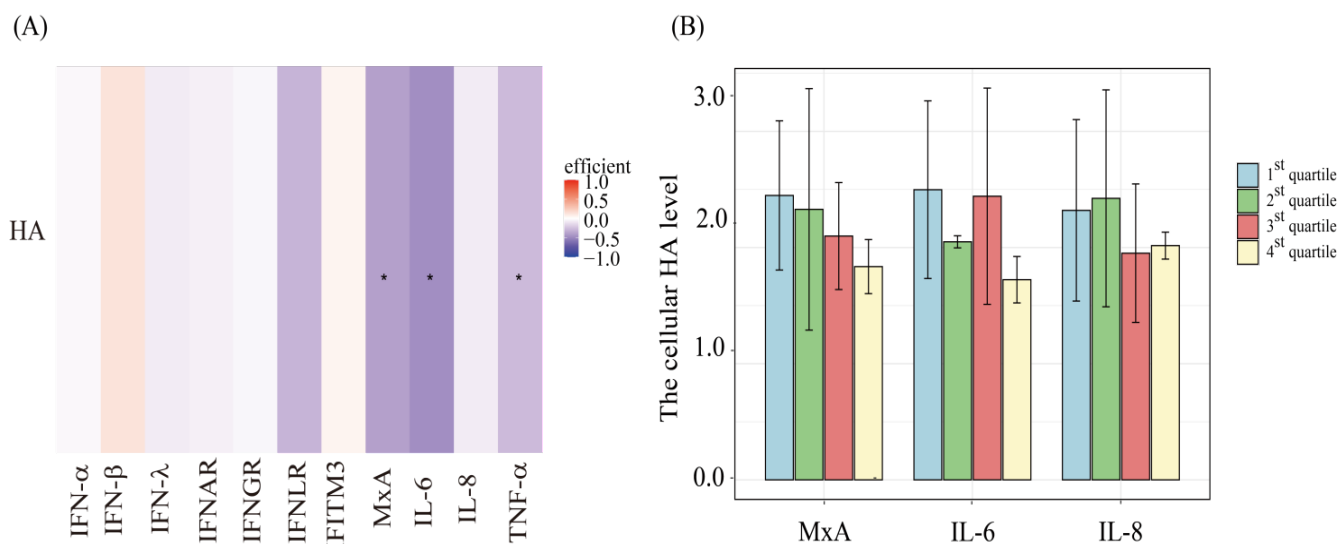 (A)
HA
efficient
1.0
0.5
0.0
−0.5
−1.0
*
*
*
IFN-α
IFN-β
IFN-λ
IFNAR
IFNGR
IFNLR
FITM3
MxA
IL-6
IL-8
TNF-α
(B)
The cellular HA level
3.0
2.0
1.0
0.0
MxA
IL-6
IL-8
1st quartile
2st quartile
3st quartile
4st quartile